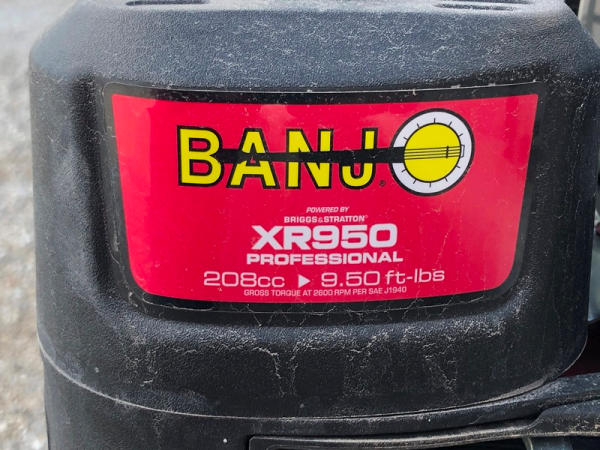 BANJO®
POWERED BY
BRIGGS&STRATTON®
XR950
PROFESSIONAL
208cc ▶ 9.50 ft-lbs
GROSS TORQUE AT 2600 RPM PER SAE J1940